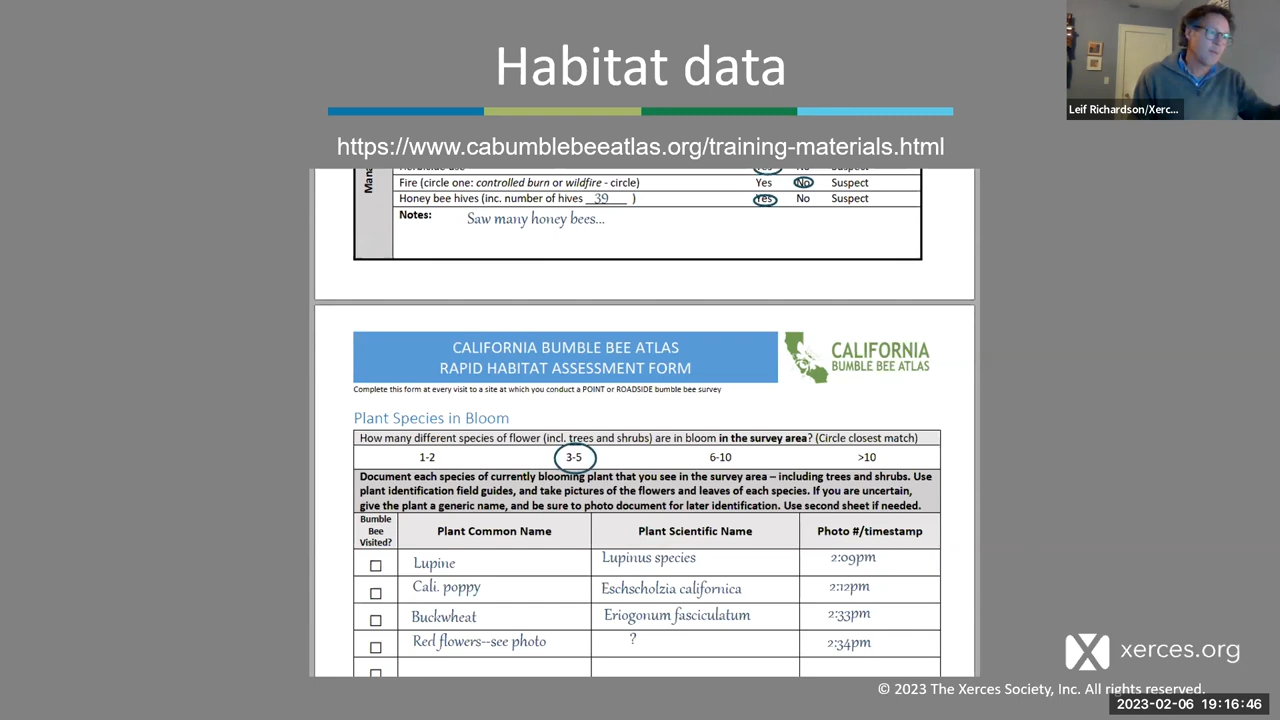 Habitat data
https://www.cabumblebeeatlas.org/training-materials.html
Leif Richardson/Xerc...
Mana
Herbicide use Yes No Suspect
Fire (circle one: controlled burn or wildfire - circle) Yes No Suspect
Honey bee hives (inc. number of hives 39 ) Yes No Suspect
Notes: Saw many honey bees...
CALIFORNIA BUMBLE BEE ATLAS
RAPID HABITAT ASSESSMENT FORM
CALIFORNIA
BUMBLE BEE ATLAS
Complete this form at every visit to a site at which you conduct a POINT or ROADSIDE bumble bee survey
Plant Species in Bloom
How many different species of flower (incl. trees and shrubs) are in bloom in the survey area? (Circle closest match)
1-2 3-5 6-10 >10
Document each species of currently blooming plant that you see in the survey area – including trees and shrubs. Use
plant identification field guides, and take pictures of the flowers and leaves of each species. If you are uncertain,
give the plant a generic name, and be sure to photo document for later identification. Use second sheet if needed.
Bumble
Bee
Visited?
Plant Common Name Plant Scientific Name Photo #/timestamp
Lupine Lupinus species 2:09pm
Cali. poppy Eschscholzia californica 2:12pm
Buckwheat Eriogonum fasciculatum 2:33pm
Red flowers--see photo ? 2:34pm
xerces.org
© 2023 The Xerces Society, Inc. All rights reserved.
2023-02-06 19:16:46